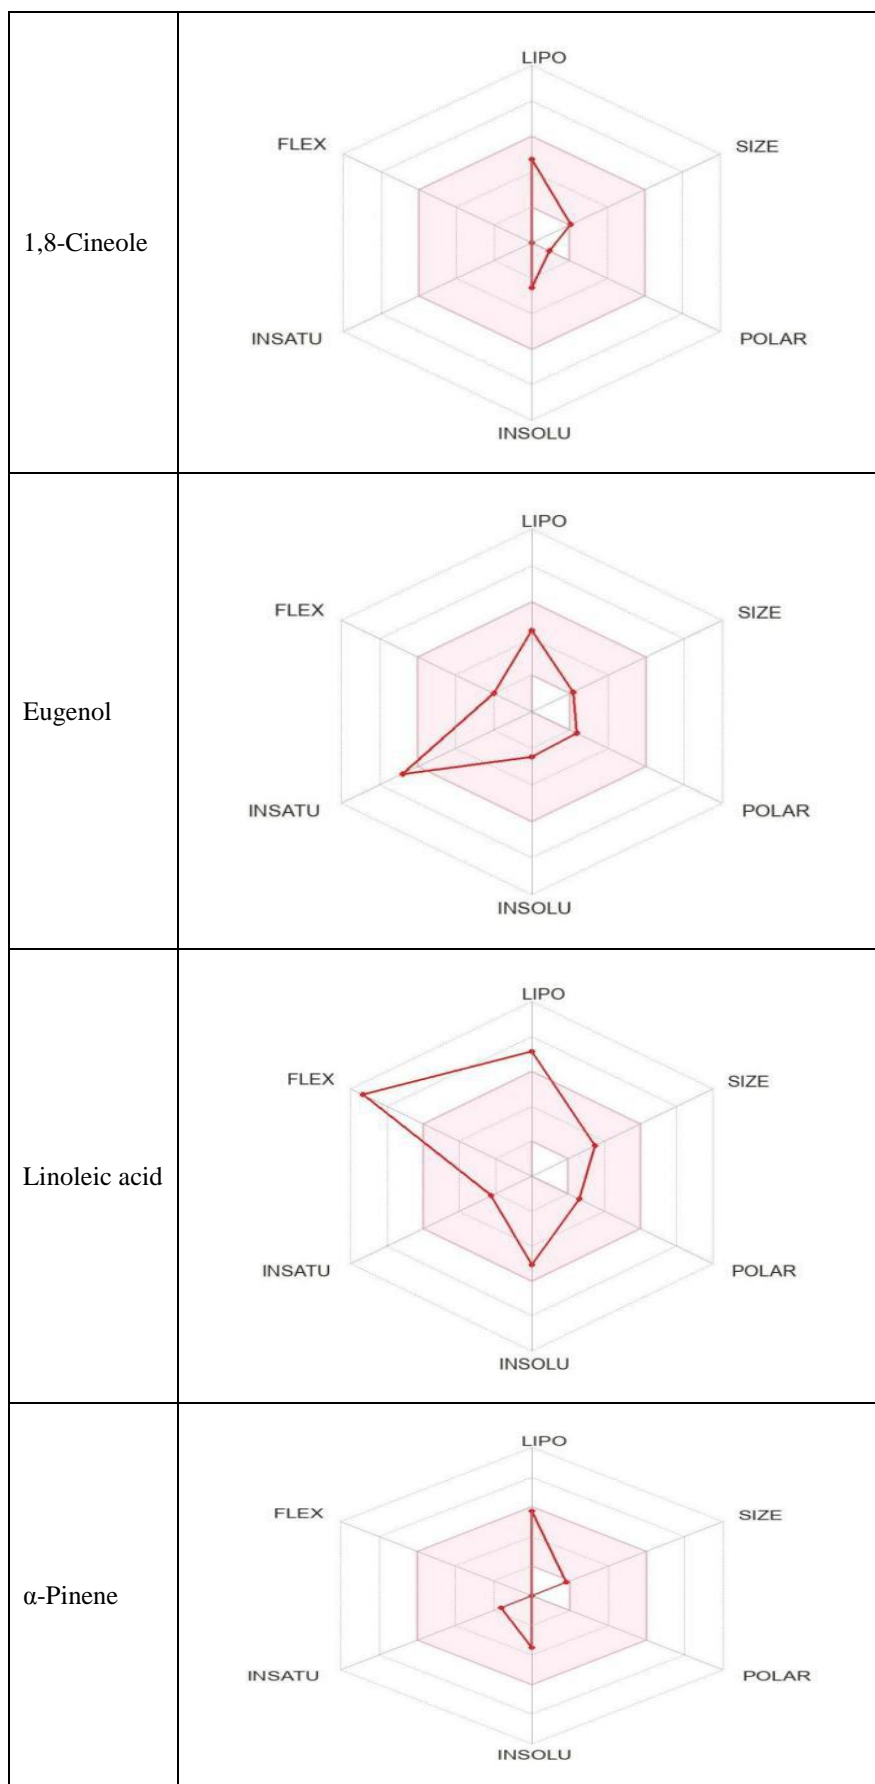 LIPO
FLEX
SIZE
1,8-Cineole
INSATU
POLAR
INSOLU
LIPO
FLEX
SIZE
Eugenol
INSATU
POLAR
INSOLU
LIPO
FLEX
SIZE
Linoleic acid
INSATU
POLAR
INSOLU
LIPO
FLEX
SIZE
α-Pinene
INSATU
POLAR
INSOLU